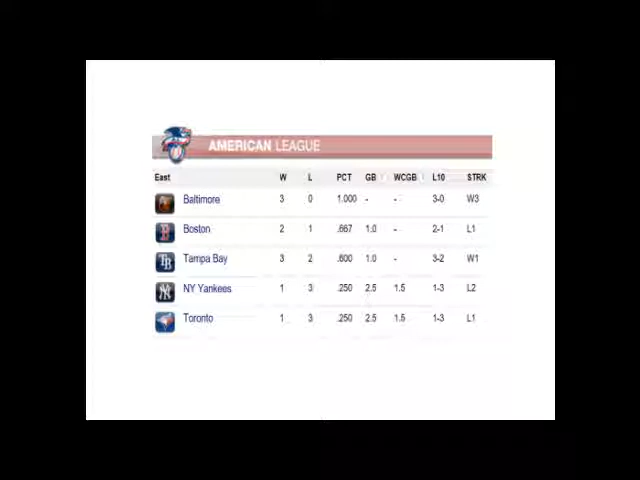 AMERICAN LEAGUE
East W L PCT GB WCGB L10 STRK
Baltimore 3 0 1.000 - - 3-0 W3
B Boston 2 1 .667 1.0 - 2-1 L1
TB Tampa Bay 3 2 .600 1.0 - 3-2 W1
NY NY Yankees 1 3 .250 2.5 1.5 1-3 L2
Toronto 1 3 .250 2.5 1.5 1-3 L1